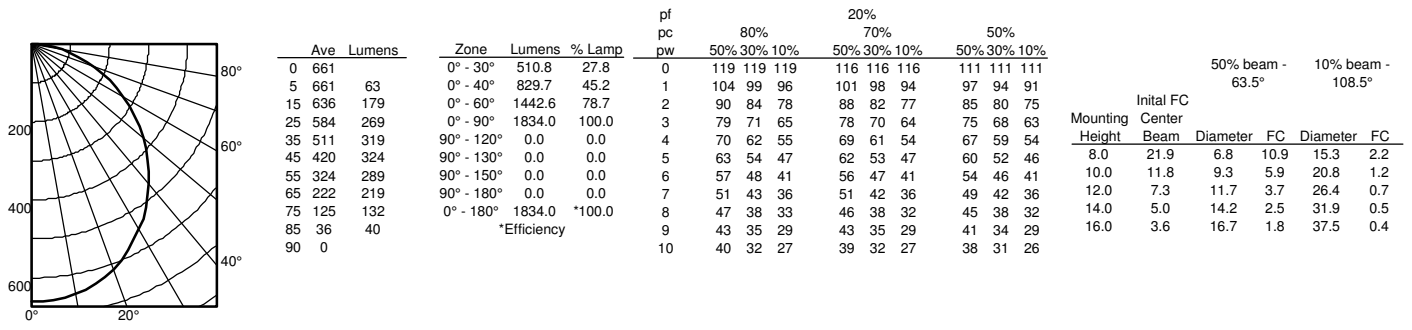 80°
60°
40°
20°
0°
200
400
600
Ave Lumens
0 661
5 661 63
15 636 179
25 584 269
35 511 319
45 420 324
55 324 289
65 222 219
75 125 132
85 36 40
90 0
Zone Lumens % Lamp
0° - 30° 510.8 27.8
0° - 40° 829.7 45.2
0° - 60° 1442.6 78.7
0° - 90° 1834.0 100.0
90° - 120° 0.0 0.0
90° - 130° 0.0 0.0
90° - 150° 0.0 0.0
90° - 180° 0.0 0.0
0° - 180° 1834.0 *100.0
*Efficiency
pf 20%
pc 80% 70% 50%
pw 50% 30% 10% 50% 30% 10% 50% 30% 10%
0 119 119 119 116 116 116 111 111 111
1 104 99 96 101 98 94 97 94 91
2 90 84 78 88 82 77 85 80 75
3 79 71 65 78 70 64 75 68 63
4 70 62 55 69 61 54 67 59 54
5 63 54 47 62 53 47 60 52 46
6 57 48 41 56 47 41 54 46 41
7 51 43 36 51 42 36 49 42 36
8 47 38 33 46 38 32 45 38 32
9 43 35 29 43 35 29 41 34 29
10 40 32 27 39 32 27 38 31 26
50% beam - 10% beam -
63.5° 108.5°
Inital FC
Mounting Center
Height Beam Diameter FC Diameter FC
8.0 21.9 6.8 10.9 15.3 2.2
10.0 11.8 9.3 5.9 20.8 1.2
12.0 7.3 11.7 3.7 26.4 0.7
14.0 5.0 14.2 2.5 31.9 0.5
16.0 3.6 16.7 1.8 37.5 0.4